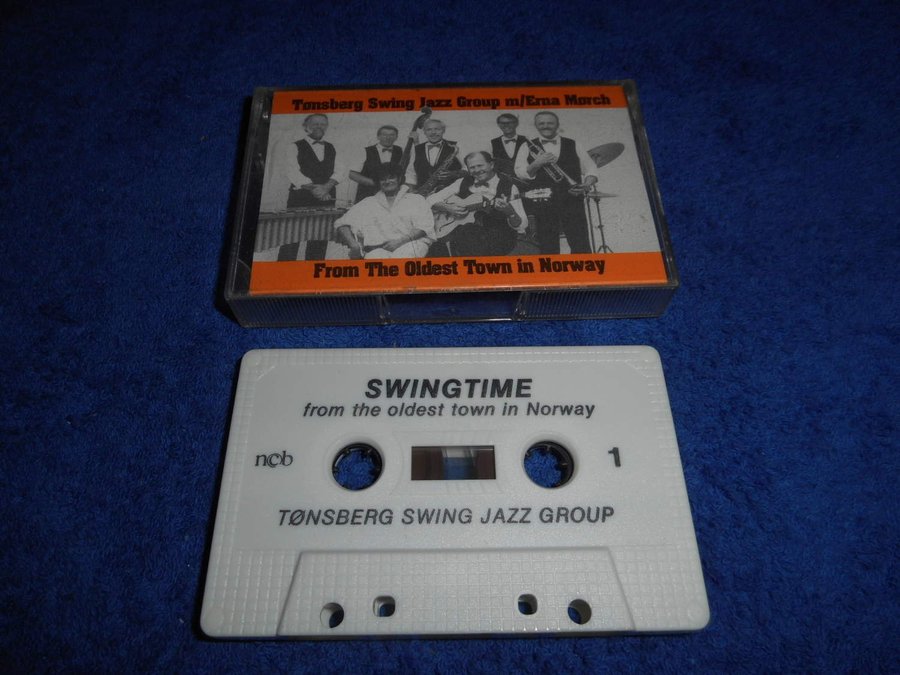 Tønsberg Swing Jazz Group m/Erna Mørch
From The Oldest Town in Norway
SWINGTIME
from the oldest town in Norway
ncb
1
TØNSBERG SWING JAZZ GROUP